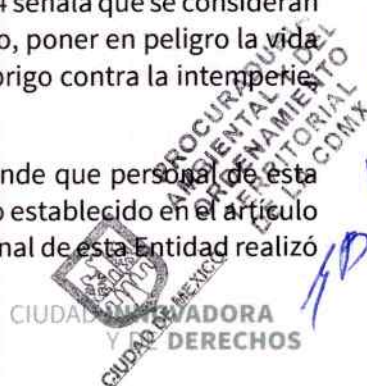 4 señala que se consideran
o, poner en peligro la vida
brigo contra la intemperie,
nde que personal de esta
o establecido en el artículo
nal de esta Entidad realizó
PROCURADURÍA
AMBIENTAL Y DEL
ORDENAMIENTO
TERRITORIAL
DE LA CDMX
CIUDAD DE MÉXICO
CIUDAD INNOVADORA
Y DE DERECHOS